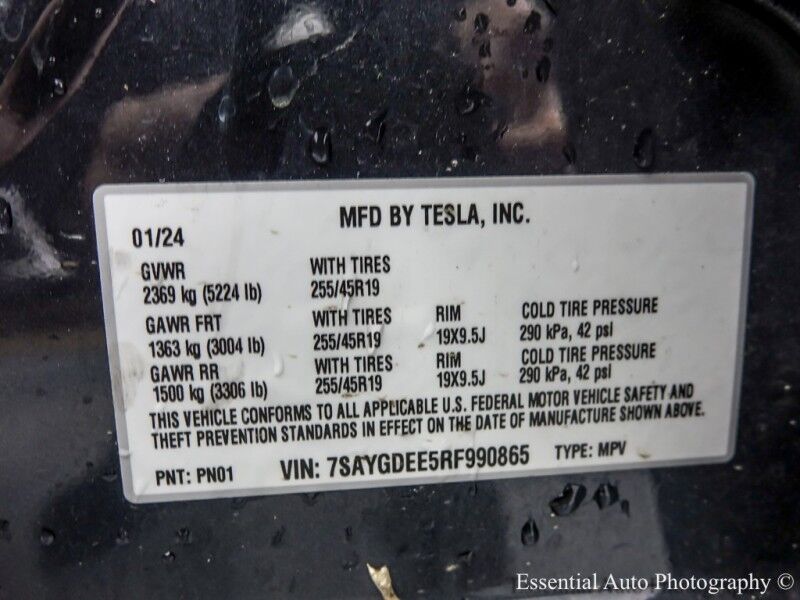 MFD BY TESLA, INC.
01/24
GVWR WITH TIRES
2369 kg (5224 lb) 255/45R19
GAWR FRT WITH TIRES RIM COLD TIRE PRESSURE
1363 kg (3004 lb) 255/45R19 19X9.5J 290 kPa, 42 psi
GAWR RR WITH TIRES RIM COLD TIRE PRESSURE
1500 kg (3306 lb) 255/45R19 19X9.5J 290 kPa, 42 psi
THIS VEHICLE CONFORMS TO ALL APPLICABLE U.S. FEDERAL MOTOR VEHICLE SAFETY AND
THEFT PREVENTION STANDARDS IN EFFECT ON THE DATE OF MANUFACTURE SHOWN ABOVE.
PNT: PN01 VIN: 7SAYGDEE5RF990865 TYPE: MPV
Essential Auto Photography ©